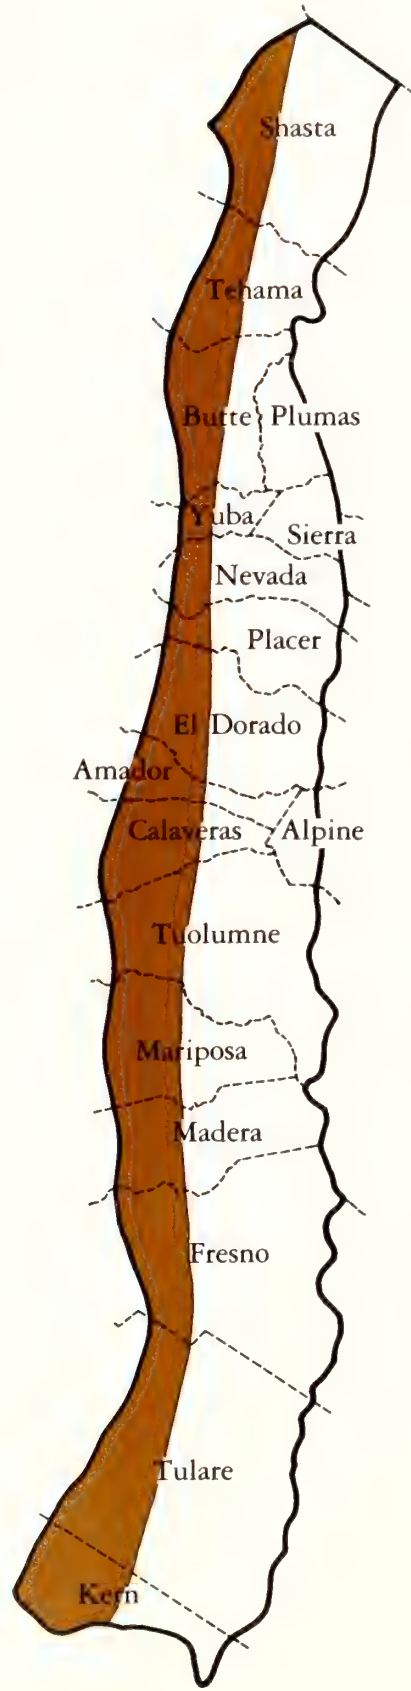 Shasta
Tehama
Butte
Plumas
Yuba
Sierra
Nevada
Placer
El Dorado
Amador
Calaveras
Alpine
Tuolumne
Mariposa
Madera
Fresno
Tulare
Kern